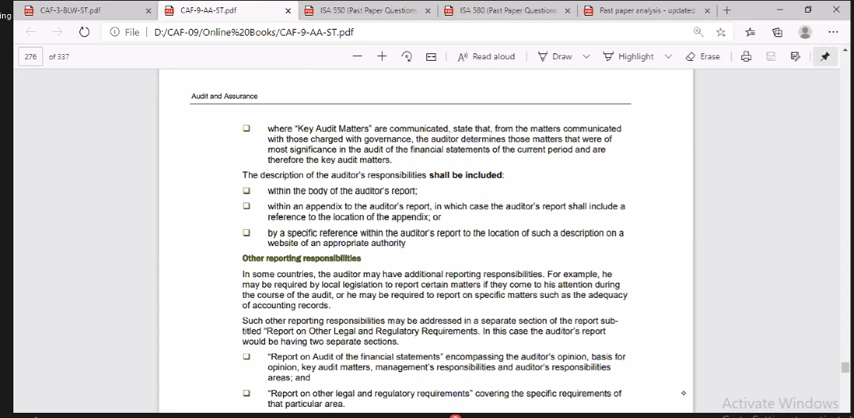 ing
CAF-3-BLW-ST.pdf
CAF-9-AA-ST.pdf
ISA 550 (Past Paper Questions
ISA 580 (Past Paper Questions
Past paper analysis - updated
File
D:/CAF-09/Online%20Books/CAF-9-AA-ST.pdf
276 of 337
Read aloud
Draw
Highlight
Erase
Audit and Assurance
where "Key Audit Matters" are communicated, state that, from the matters communicated
with those charged with governance, the auditor determines those matters that were of
most significance in the audit of the financial statements of the current period and are
therefore the key audit matters.
The description of the auditor's responsibilities shall be included:
within the body of the auditor's report;
within an appendix to the auditor's report, in which case the auditor's report shall include a
reference to the location of the appendix; or
by a specific reference within the auditor's report to the location of such a description on a
website of an appropriate authority
Other reporting responsibilities
In some countries, the auditor may have additional reporting responsibilities. For example, he
may be required by local legislation to report certain matters if they come to his attention during
the course of the audit, or he may be required to report on specific matters such as the adequacy
of accounting records.
Such other reporting responsibilities may be addressed in a separate section of the report sub-
titled "Report on Other Legal and Regulatory Requirements. In this case the auditor's report
would be having two separate sections.
"Report on Audit of the financial statements" encompassing the auditor's opinion, basis for
opinion, key audit matters, management's responsibilities and auditor's responsibilities
areas; and
"Report on other legal and regulatory requirements" covering the specific requirements of
that particular area.
Activate Windows